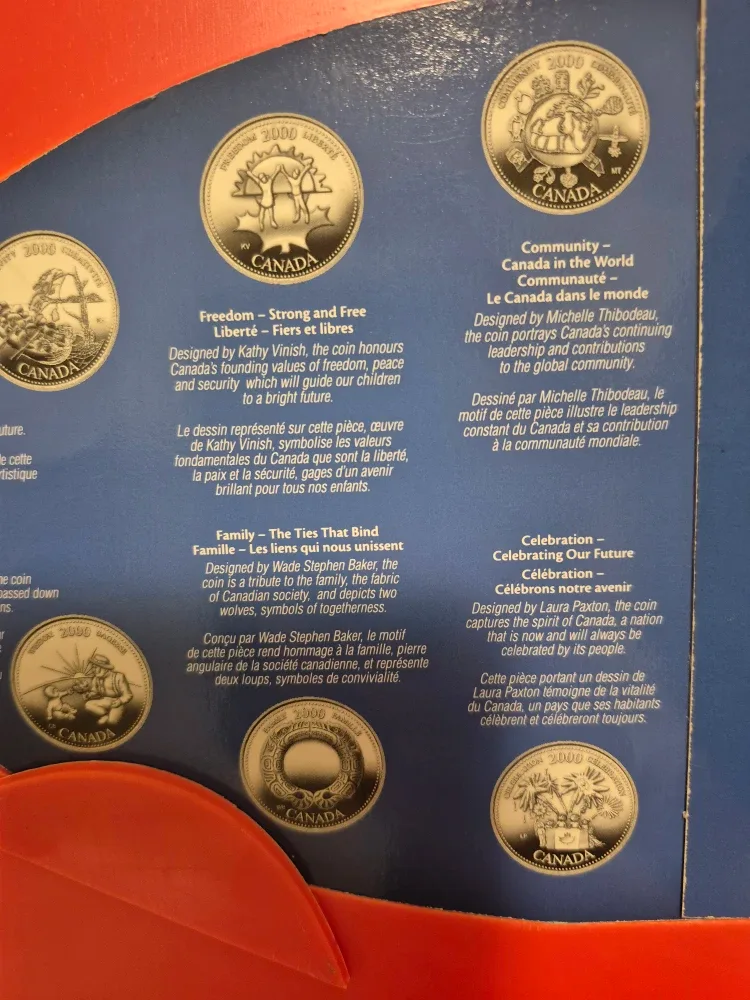 2000
CANADA
uture.
e cette
rtistique
ne coin
passed down
ns.
2000
CANADA
FREEDOM 2000 LIBERTÉ
KV
CANADA
Freedom – Strong and Free
Liberté – Fiers et libres
Designed by Kathy Vinish, the coin honours
Canada's founding values of freedom, peace
and security which will guide our children
to a bright future.
Le dessin représenté sur cette pièce, œuvre
de Kathy Vinish, symbolise les valeurs
fondamentales du Canada que sont la liberté,
la paix et la sécurité, gages d'un avenir
brillant pour tous nos enfants.
Family – The Ties That Bind
Famille – Les liens qui nous unissent
Designed by Wade Stephen Baker, the
coin is a tribute to the family, the fabric
of Canadian society, and depicts two
wolves, symbols of togetherness.
Conçu par Wade Stephen Baker, le motif
de cette pièce rend hommage à la famille, pierre
angulaire de la société canadienne, et représente
deux loups, symboles de convivialité.
2000
CANADA
COMMUNITY 2000 COMMUNAUTÉ
MT
CANADA
Community –
Canada in the World
Communauté –
Le Canada dans le monde
Designed by Michelle Thibodeau,
the coin portrays Canada's continuing
leadership and contributions
to the global community.
Dessiné par Michelle Thibodeau, le
motif de cette pièce illustre le leadership
constant du Canada et sa contribution
à la communauté mondiale.
Celebration –
Celebrating Our Future
Célébration –
Célébrons notre avenir
Designed by Laura Paxton, the coin
captures the spirit of Canada, a nation
that is now and will always be
celebrated by its people.
Cette pièce portant un dessin de
Laura Paxton témoigne de la vitalité
du Canada, un pays que ses habitants
célèbrent et célébreront toujours.
2000
CANADA